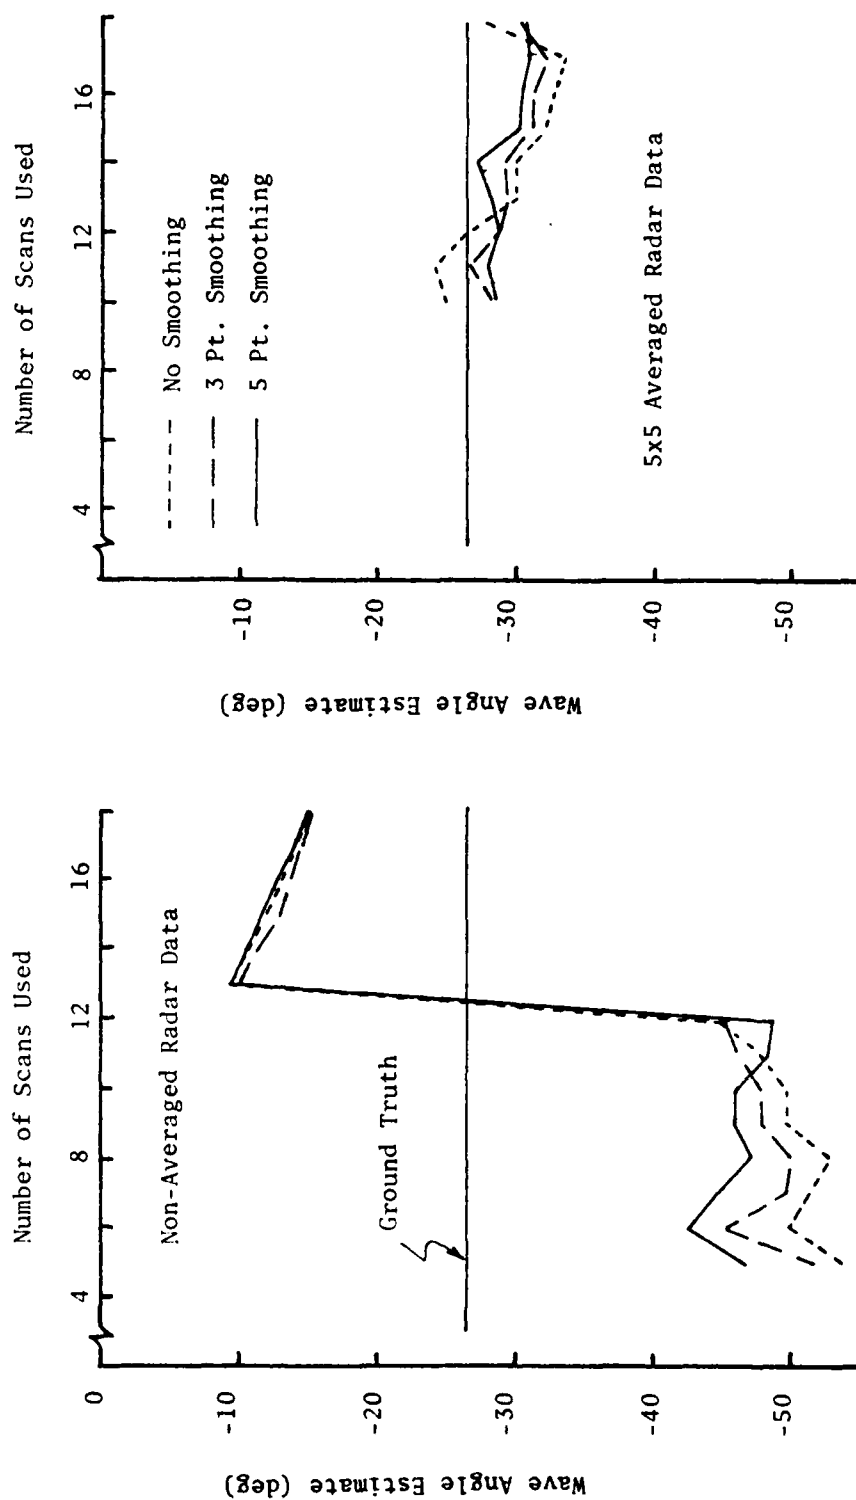 Number of Scans Used
4
8
12
16
Non-Averaged Radar Data
Ground Truth
0
-10
-20
-30
-40
-50
Wave Angle Estimate (deg)
Number of Scans Used
4
8
12
16
No Smoothing
3 Pt. Smoothing
5 Pt. Smoothing
5x5 Averaged Radar Data
-10
-20
-30
-40
-50
Wave Angle Estimate (deg)